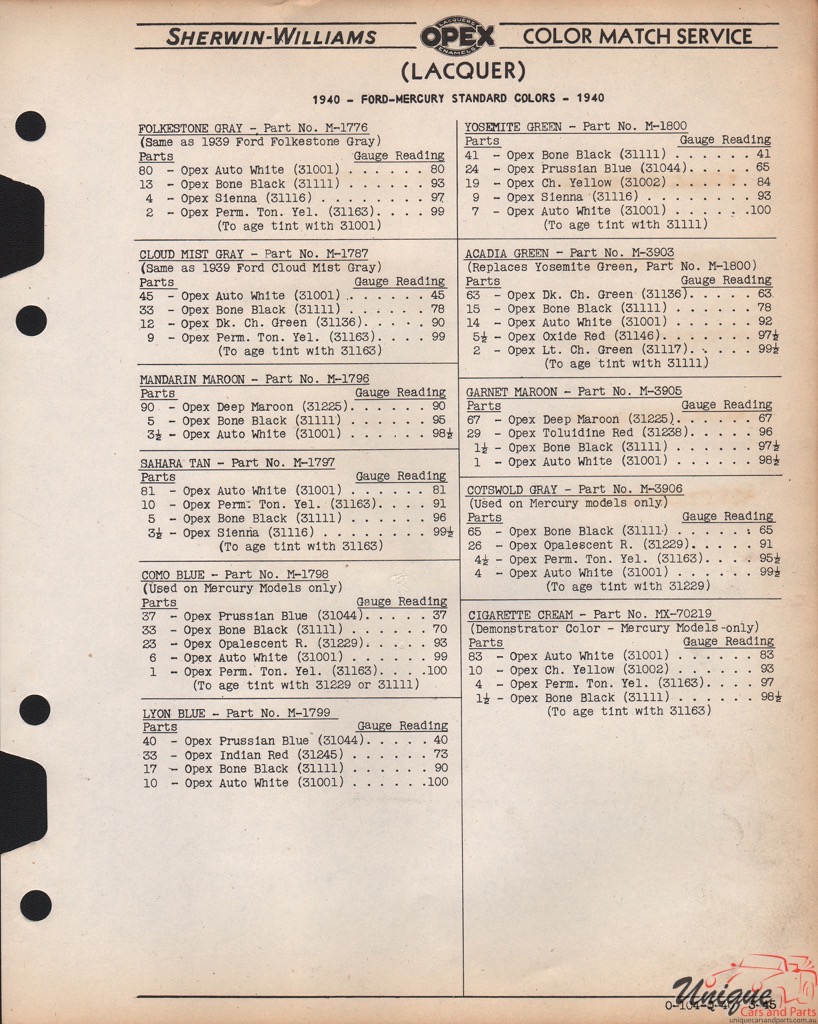 SHERWIN-WILLIAMS
LACQUERS
OPEX
ENAMELS
COLOR MATCH SERVICE
(LACQUER)
1940 - FORD-MERCURY STANDARD COLORS - 1940
FOLKESTONE GRAY - Part No. M-1776
(Same as 1939 Ford Folkestone Gray)
Parts Gauge Reading
80 - Opex Auto White (31001) . . . . . . 80
13 - Opex Bone Black (31111) . . . . . . 93
4 - Opex Sienna (31116) . . . . . . . . 97
2 - Opex Perm. Ton. Yel. (31163). . . . 99
(To age tint with 31001)
CLOUD MIST GRAY - Part No. M-1787
(Same as 1939 Ford Cloud Mist Gray)
Parts Gauge Reading
45 - Opex Auto White (31001) . . . . . . 45
33 - Opex Bone Black (31111) . . . . . . 78
12 - Opex Dk. Ch. Green (31136). . . . . 90
9 - Opex Perm. Ton. Yel. (31163). . . . 99
(To age tint with 31163)
MANDARIN MAROON - Part No. M-1796
Parts Gauge Reading
90 - Opex Deep Maroon (31225). . . . . . 90
5 - Opex Bone Black (31111) . . . . . . 95
3½ - Opex Auto White (31001) . . . . . . 98½
SAHARA TAN - Part No. M-1797
Parts Gauge Reading
81 - Opex Auto White (31001) . . . . . . 81
10 - Opex Perm. Ton. Yel. (31163). . . . 91
5 - Opex Bone Black (31111) . . . . . . 96
3½ - Opex Sienna (31116) . . . . . . . . 99½
(To age tint with 31163)
COMO BLUE - Part No. M-1798
(Used on Mercury Models only)
Parts Gauge Reading
37 - Opex Prussian Blue (31044). . . . . 37
33 - Opex Bone Black (31111) . . . . . . 70
23 - Opex Opalescent R. (31229). . . . . 93
6 - Opex Auto White (31001) . . . . . . 99
1 - Opex Perm. Ton. Yel. (31163). . . .100
(To age tint with 31229 or 31111)
LYON BLUE - Part No. M-1799
Parts Gauge Reading
40 - Opex Prussian Blue (31044). . . . . 40
33 - Opex Indian Red (31245) . . . . . . 73
17 - Opex Bone Black (31111) . . . . . . 90
10 - Opex Auto White (31001) . . . . . .100
YOSEMITE GREEN - Part No. M-1800
Parts Gauge Reading
41 - Opex Bone Black (31111) . . . . . . 41
24 - Opex Prussian Blue (31044). . . . . 65
19 - Opex Ch. Yellow (31002) . . . . . . 84
9 - Opex Sienna (31116) . . . . . . . . 93
7 - Opex Auto White (31001) . . . . . .100
(To age tint with 31111)
ACADIA GREEN - Part No. M-3903
(Replaces Yosemite Green, Part No. M-1800)
Parts Gauge Reading
63 - Opex Dk. Ch. Green (31136). . . . . 63
15 - Opex Bone Black (31111) . . . . . . 78
14 - Opex Auto White (31001) . . . . . . 92
5½ - Opex Oxide Red (31146). . . . . . . 97½
2 - Opex Lt. Ch. Green (31117). . . . . 99½
(To age tint with 31111)
GARNET MAROON - Part No. M-3905
Parts Gauge Reading
67 - Opex Deep Maroon (31225). . . . . . 67
29 - Opex Toluidine Red (31238). . . . . 96
1½ - Opex Bone Black (31111) . . . . . . 97½
1 - Opex Auto White (31001) . . . . . . 98½
COTSWOLD GRAY - Part No. M-3906
(Used on Mercury models only)
Parts Gauge Reading
65 - Opex Bone Black (31111) . . . . . . 65
26 - Opex Opalescent R. (31229). . . . . 91
4½ - Opex Perm. Ton. Yel. (31163). . . . 95½
4 - Opex Auto White (31001) . . . . . . 99½
(To age tint with 31229)
CIGARETTE CREAM - Part No. MX-70219
(Demonstrator Color - Mercury Models only)
Parts Gauge Reading
83 - Opex Auto White (31001) . . . . . . 83
10 - Opex Ch. Yellow (31002) . . . . . . 93
4 - Opex Perm. Ton. Yel. (31163). . . . 97
1½ - Opex Bone Black (31111) . . . . . . 98½
(To age tint with 31163)
3-45
Unique
Cars and Parts
uniquecarsandparts.com.au